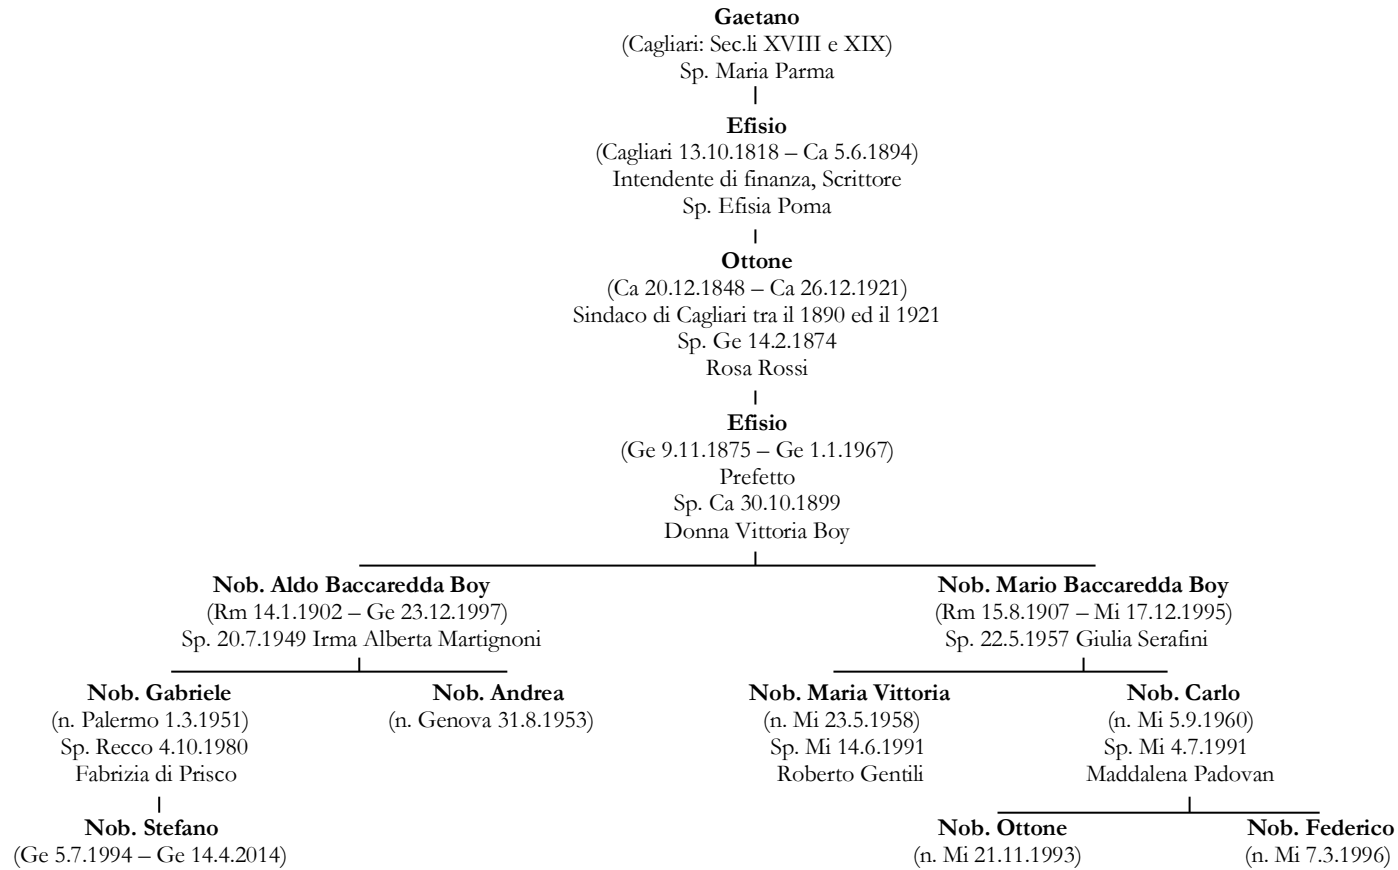 Gaetano
(Cagliari: Sec.li XVIII e XIX)
Sp. Maria Parma
Efisio
(Cagliari 13.10.1818 – Ca 5.6.1894)
Intendente di finanza, Scrittore
Sp. Efisia Poma
Ottone
(Ca 20.12.1848 – Ca 26.12.1921)
Sindaco di Cagliari tra il 1890 ed il 1921
Sp. Ge 14.2.1874
Rosa Rossi
Efisio
(Ge 9.11.1875 – Ge 1.1.1967)
Prefetto
Sp. Ca 30.10.1899
Donna Vittoria Boy
Nob. Aldo Baccaredda Boy
(Rm 14.1.1902 – Ge 23.12.1997)
Sp. 20.7.1949 Irma Alberta Martignoni
Nob. Mario Baccaredda Boy
(Rm 15.8.1907 – Mi 17.12.1995)
Sp. 22.5.1957 Giulia Serafini
Nob. Gabriele
(n. Palermo 1.3.1951)
Sp. Recco 4.10.1980
Fabrizia di Prisco
Nob. Andrea
(n. Genova 31.8.1953)
Nob. Maria Vittoria
(n. Mi 23.5.1958)
Sp. Mi 14.6.1991
Roberto Gentili
Nob. Carlo
(n. Mi 5.9.1960)
Sp. Mi 4.7.1991
Maddalena Padovan
Nob. Stefano
(Ge 5.7.1994 – Ge 14.4.2014)
Nob. Ottone
(n. Mi 21.11.1993)
Nob. Federico
(n. Mi 7.3.1996)